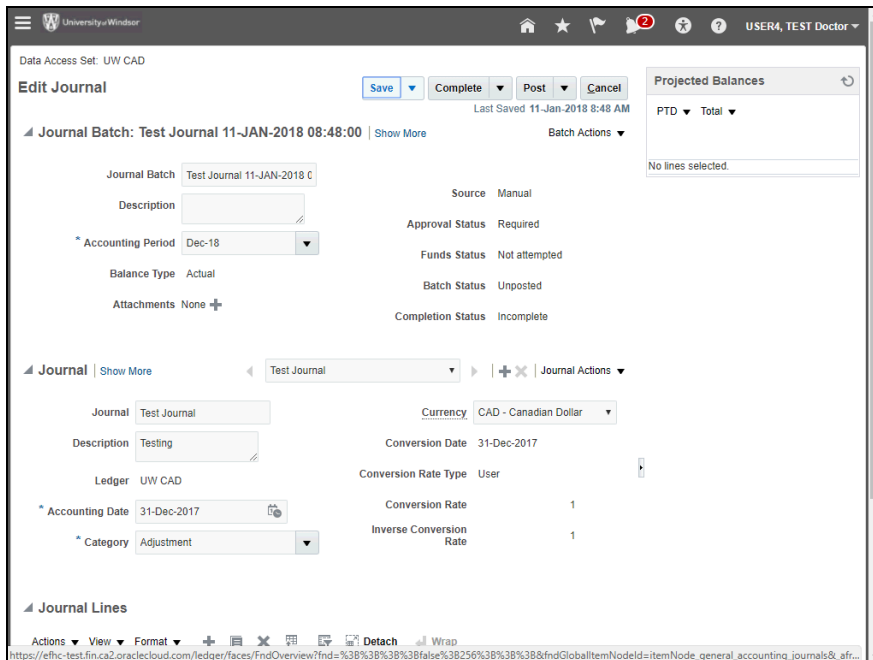 University of Windsor
2
USER4, TEST Doctor
Data Access Set: UW CAD
Edit Journal
Save Complete Post Cancel
Last Saved 11-Jan-2018 8:48 AM
Journal Batch: Test Journal 11-JAN-2018 08:48:00 Show More
Batch Actions
Journal Batch Test Journal 11-JAN-2018 0
Description
* Accounting Period Dec-18
Balance Type Actual
Attachments None
Source Manual
Approval Status Required
Funds Status Not attempted
Batch Status Unposted
Completion Status Incomplete
Projected Balances
PTD Total
No lines selected.
Journal Show More
Test Journal
Journal Actions
Journal Test Journal
Description Testing
Ledger UW CAD
* Accounting Date 31-Dec-2017
* Category Adjustment
Currency CAD - Canadian Dollar
Conversion Date 31-Dec-2017
Conversion Rate Type User
Conversion Rate 1
Inverse Conversion
Rate 1
Journal Lines
Actions View Format Detach Wrap
https://efhc-test.fin.ca2.oraclecloud.com/ledger/faces/FndOverview?fnd=%3B%3B%3B%3Bfalse%3B256%3B%3B%3B&fndGlobalItemNodeId=itemNode_general_accounting_journals&_afr...